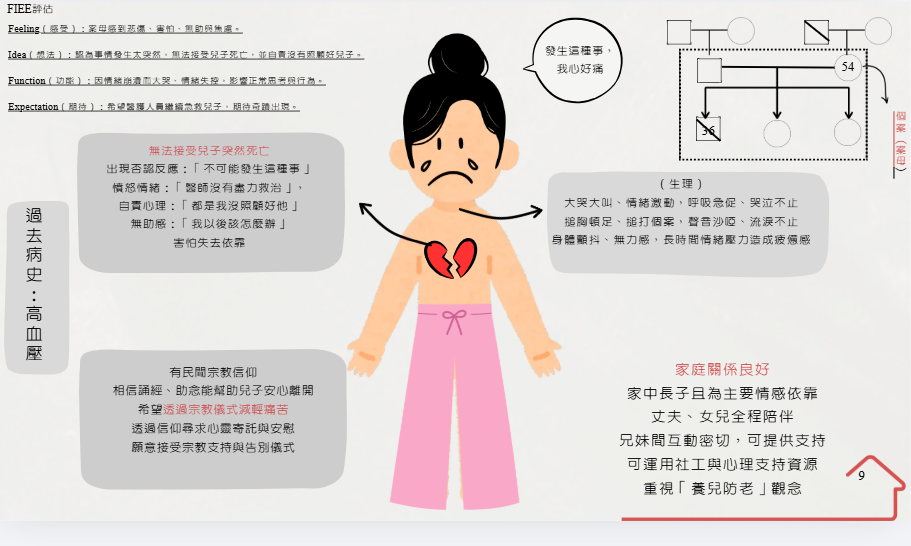 FIEE評估
Feeling（感受）：案母感到悲傷、害怕、無助與焦慮。
Idea（想法）：認為事情發生太突然，無法接受兒子死亡，並自責沒有照顧好兒子。
Function（功能）：因情緒崩潰而大哭、情緒失控，影響正常思考與行為。
Expectation（期待）：希望醫護人員繼續急救兒子，期待奇蹟出現。
發生這種事，
我心好痛
54
36
個案（案母）
無法接受兒子突然死亡
出現否認反應：「不可能發生這種事」
憤怒情緒：「醫師沒有盡力救治」，
自責心理：「都是我沒照顧好他」
無助感：「我以後該怎麼辦」
害怕失去依靠
（生理）
大哭大叫、情緒激動，呼吸急促、哭泣不止
搥胸頓足、搥打個案，聲音沙啞、流淚不止
身體顫抖、無力感，長時間情緒壓力造成疲憊感
過去病史：高血壓
有民間宗教信仰
相信誦經、助念能幫助兒子安心離開
希望透過宗教儀式減輕痛苦
透過信仰尋求心靈寄託與安慰
願意接受宗教支持與告別儀式
家庭關係良好
家中長子且為主要情感依靠
丈夫、女兒全程陪伴
兄妹間互動密切，可提供支持
可運用社工與心理支持資源
重視「養兒防老」觀念
9